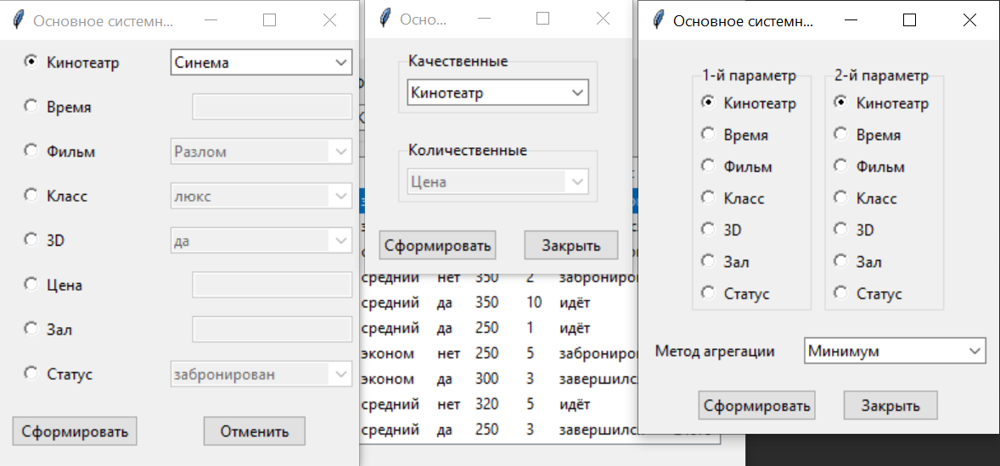 Основное системн...
Кинотеатр Синема
Время
Фильм Разлом
Класс люкс
3D да
Цена
Зал
Статус забронирован
Сформировать Отменить
Осно...
Качественные
Кинотеатр
Количественные
Цена
Сформировать Закрыть
средний нет 350 2 заброниров
средний да 350 10 идёт
средний да 250 1 идёт
эконом нет 250 5 заброниров
эконом да 300 3 завершилс
средний нет 320 5 идёт
средний да 250 3 завершилс
Основное системн...
1-й параметр 2-й параметр
Кинотеатр Кинотеатр
Время Время
Фильм Фильм
Класс Класс
3D 3D
Зал Зал
Статус Статус
Метод агрегации Минимум
Сформировать Закрыть